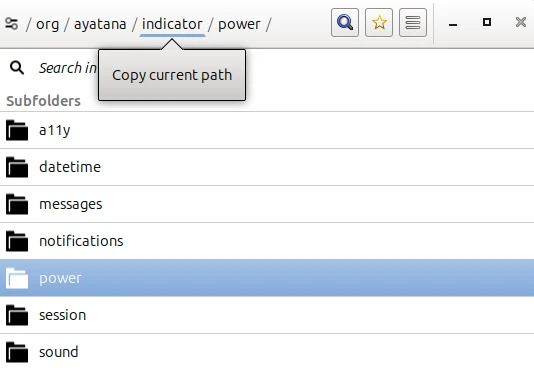 / org / ayatana / indicator / power /
Copy current path
Search in
Subfolders
a11y
datetime
messages
notifications
power
session
sound